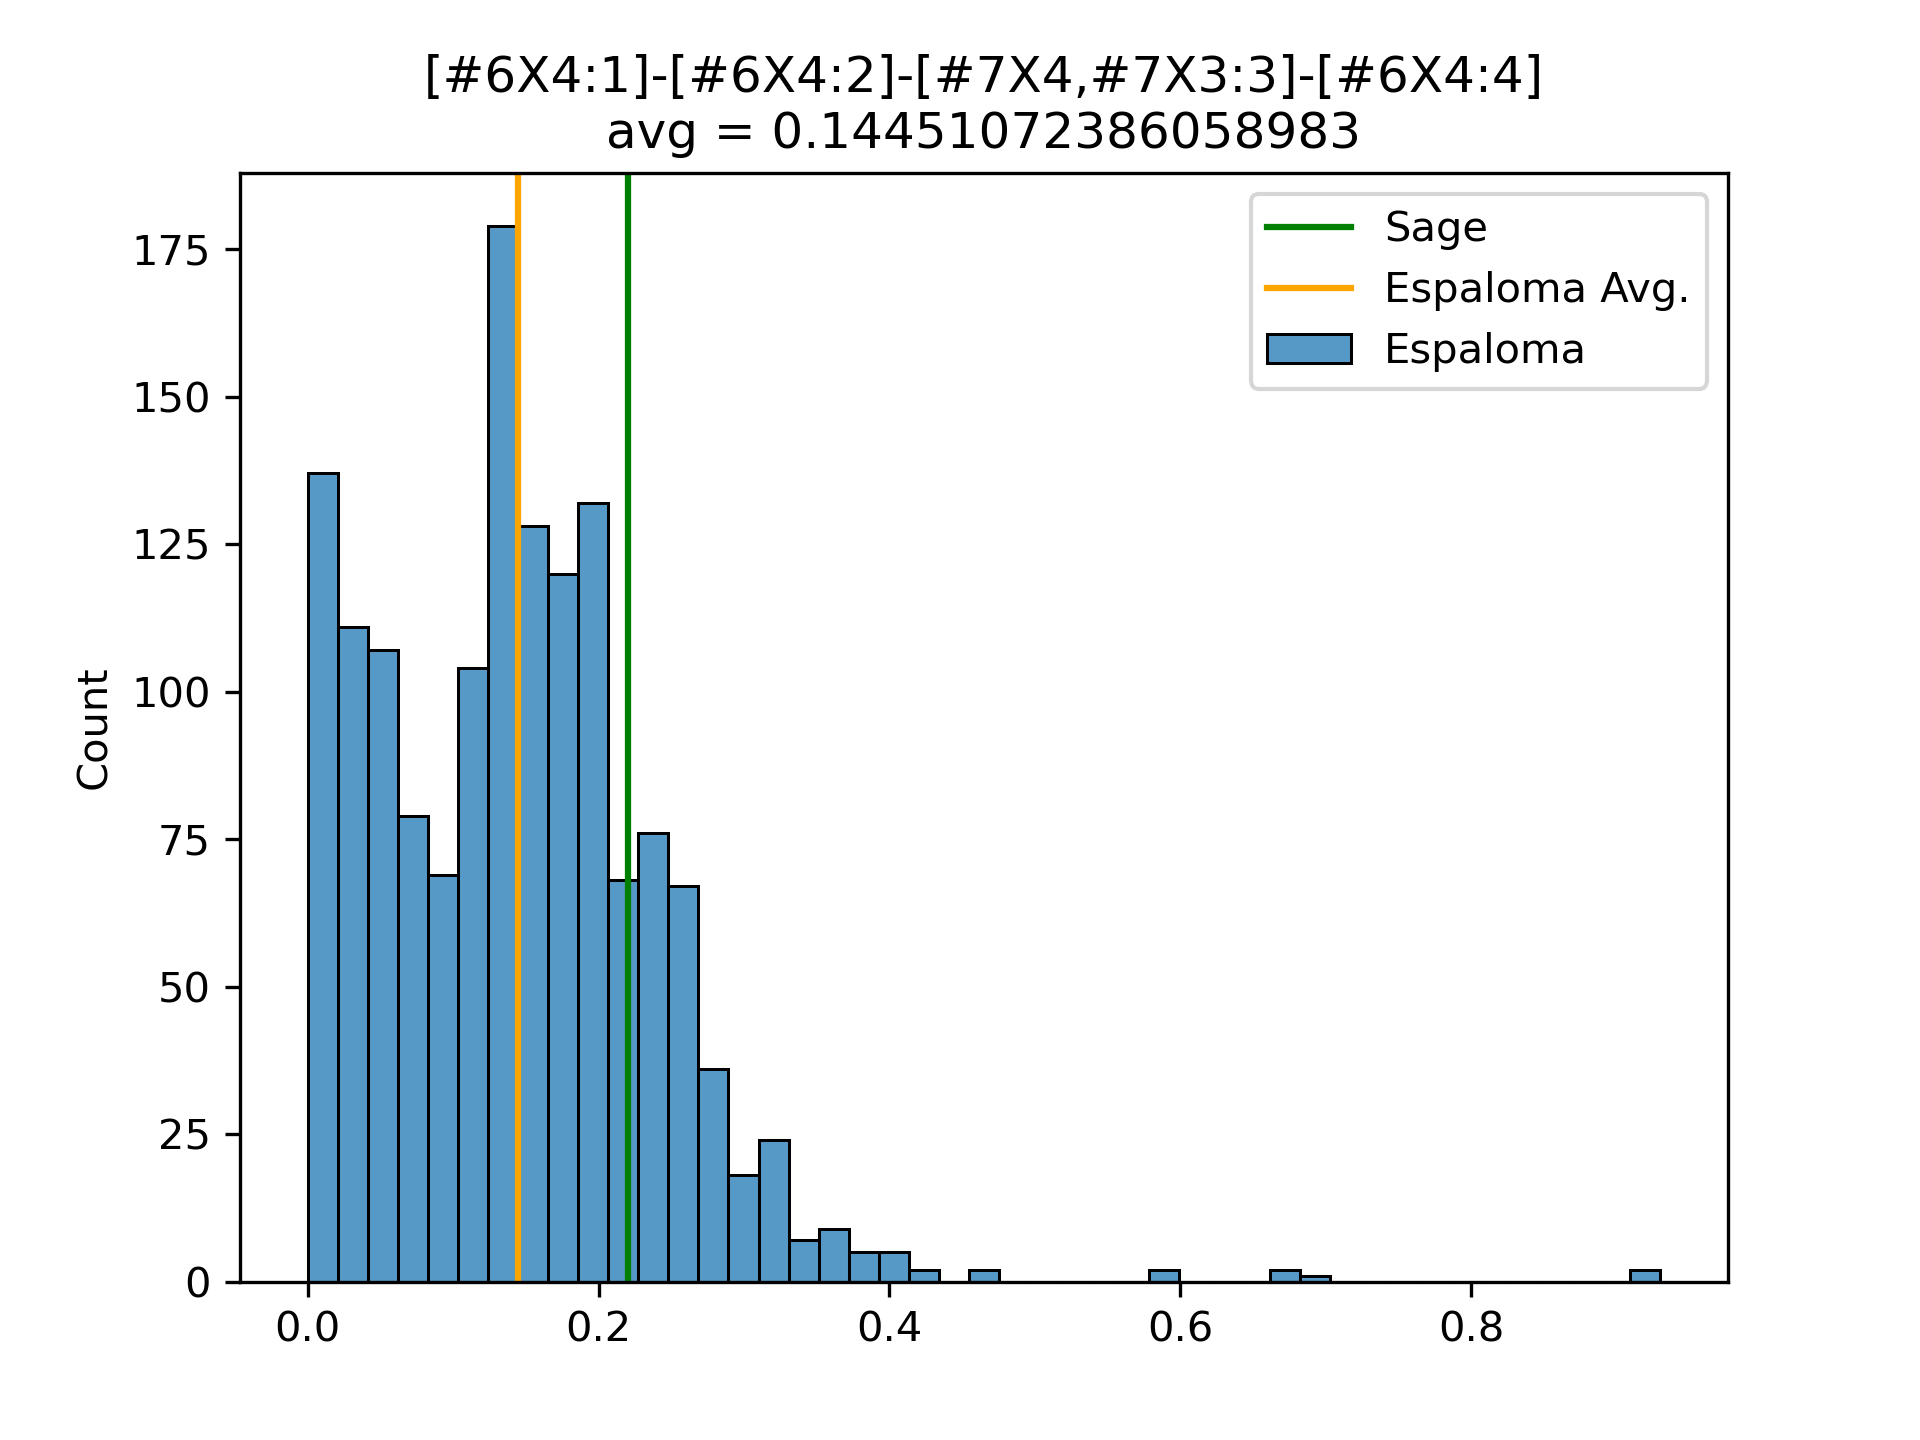 [#6X4:1]-[#6X4:2]-[#7X4,#7X3:3]-[#6X4:4]
avg = 0.14451072386058983
Sage
Espaloma Avg.
Espaloma
175
150
125
100
75
50
25
0
Count
0.0 0.2 0.4 0.6 0.8